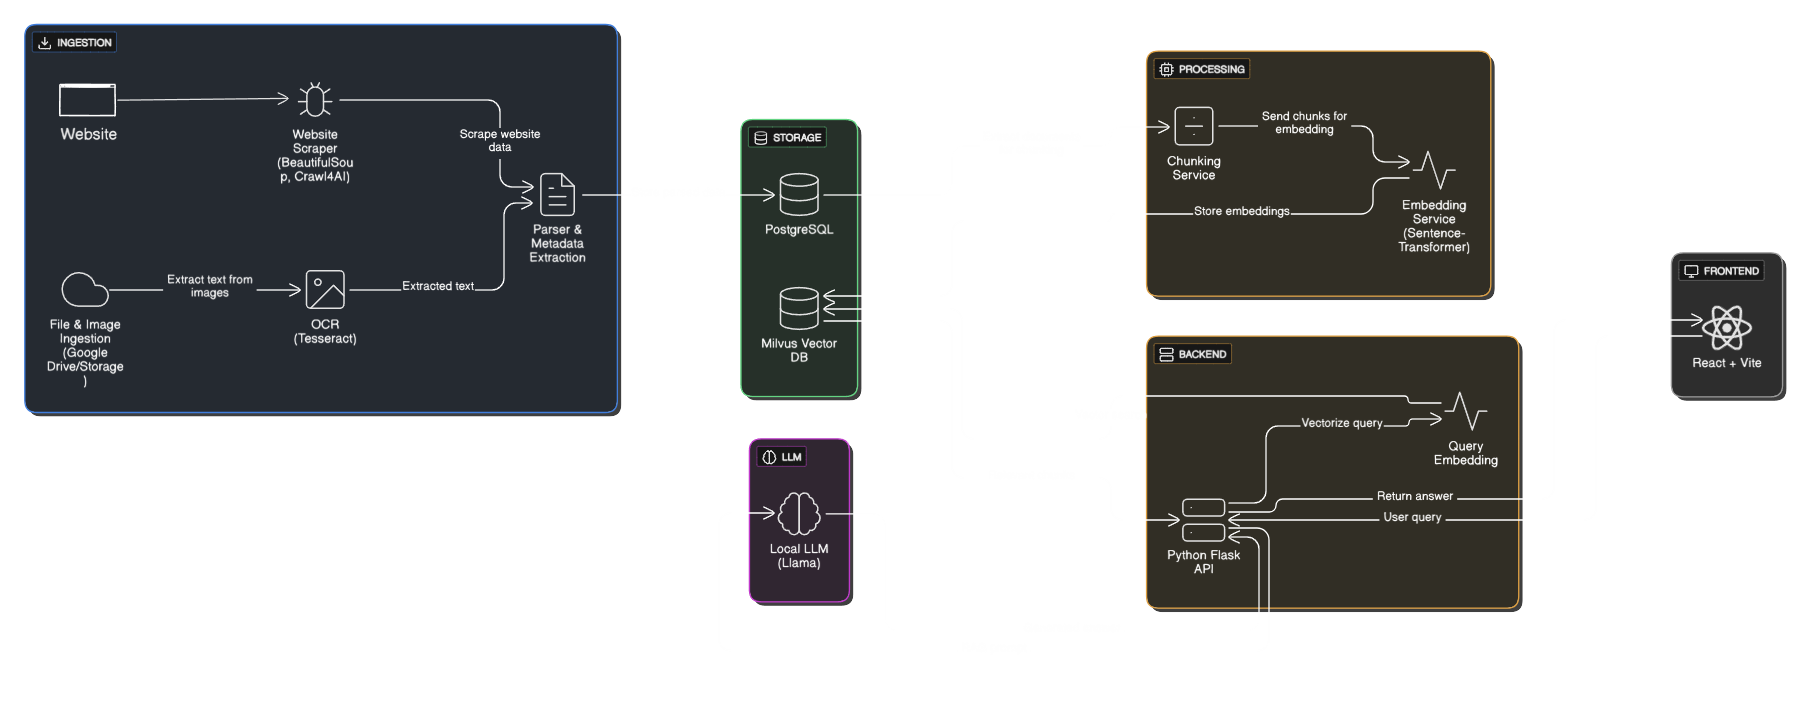 INGESTION
Website
Website
Scraper
(BeautifulSou
p, Crawl4AI)
Scrape website
data
Parser &
Metadata
Extraction
Extract text from
images
Extracted text
File & Image
Ingestion
(Google
Drive/Storage
)
OCR
(Tesseract)
STORAGE
PostgreSQL
Milvus Vector
DB
LLM
Local LLM
(Llama)
PROCESSING
Send chunks for
embedding
Chunking
Service
Store embeddings
Embedding
Service
(Sentence-
Transformer)
BACKEND
Vectorize query
Query
Embedding
Return answer
User query
Python Flask
API
FRONTEND
React + Vite